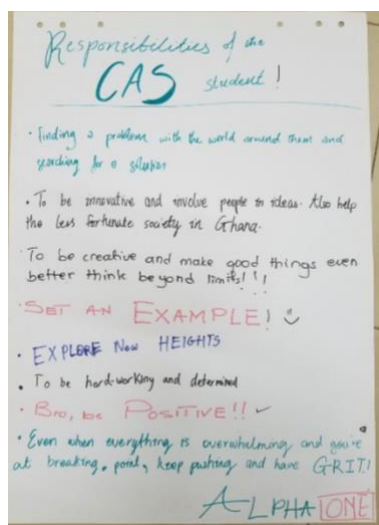 Responsibilities of the
CAS student!
• Finding a problem with the world around them and
searching for a solution
• To be innovative and involve people in ideas. Also help
the less fortunate society in Ghana.
To be creative and make good things even
better think beyond limits!!!
• SET AN EXAMPLE! :)
• EXPLORE New HEIGHTS
• To be hard-working and determined
• Bro, be POSITIVE!!
• Even when everything is overwhelming and you're
at breaking point, keep pushing and have GRIT!
ALPHA ONE